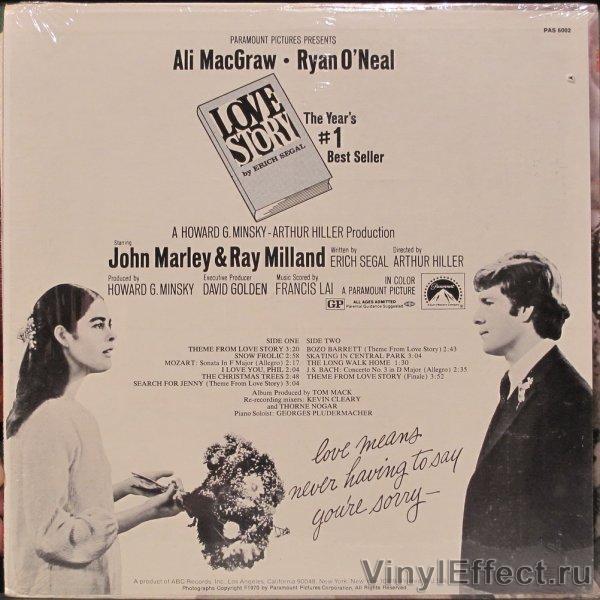 PAS 6002
PARAMOUNT PICTURES PRESENTS
Ali MacGraw • Ryan O'Neal
LOVE
STORY
by ERICH SEGAL
The Year's
#1
Best Seller
A HOWARD G. MINSKY-ARTHUR HILLER Production
Starring
John Marley & Ray Milland
Written by
ERICH SEGAL
Directed by
ARTHUR HILLER
Produced by
HOWARD G. MINSKY
Executive Producer
DAVID GOLDEN
Music Scored by
FRANCIS LAI
IN COLOR
A PARAMOUNT PICTURE
GP
ALL AGES ADMITTED
Parental Guidance Suggested
Paramount
SIDE ONE
THEME FROM LOVE STORY 3:20
SNOW FROLIC 2:58
MOZART: Sonata In F Major (Allegro) 2:17
I LOVE YOU, PHIL 2:04
THE CHRISTMAS TREES 2:48
SEARCH FOR JENNY (Theme From Love Story) 3:04
SIDE TWO
BOZO BARRETT (Theme From Love Story) 2:43
SKATING IN CENTRAL PARK 3:04
THE LONG WALK HOME 1:30
J.S. BACH: Concerto No. 3 in D Major (Allegro) 2:35
THEME FROM LOVE STORY (Finale) 3:52
Album Produced by TOM MACK
Re-recording mixers: KEVIN CLEARY
and THORNE NOGAR
Piano Soloist: GEORGES PLUDERMACHER
love means
never having to say
you're sorry—
A product of ABC Records, Inc., Los Angeles, California 90048, New York, New York
Photographs Copyright ©1970 by Paramount Pictures Corporation, All Rights Reserved.
VinylEffect.ru